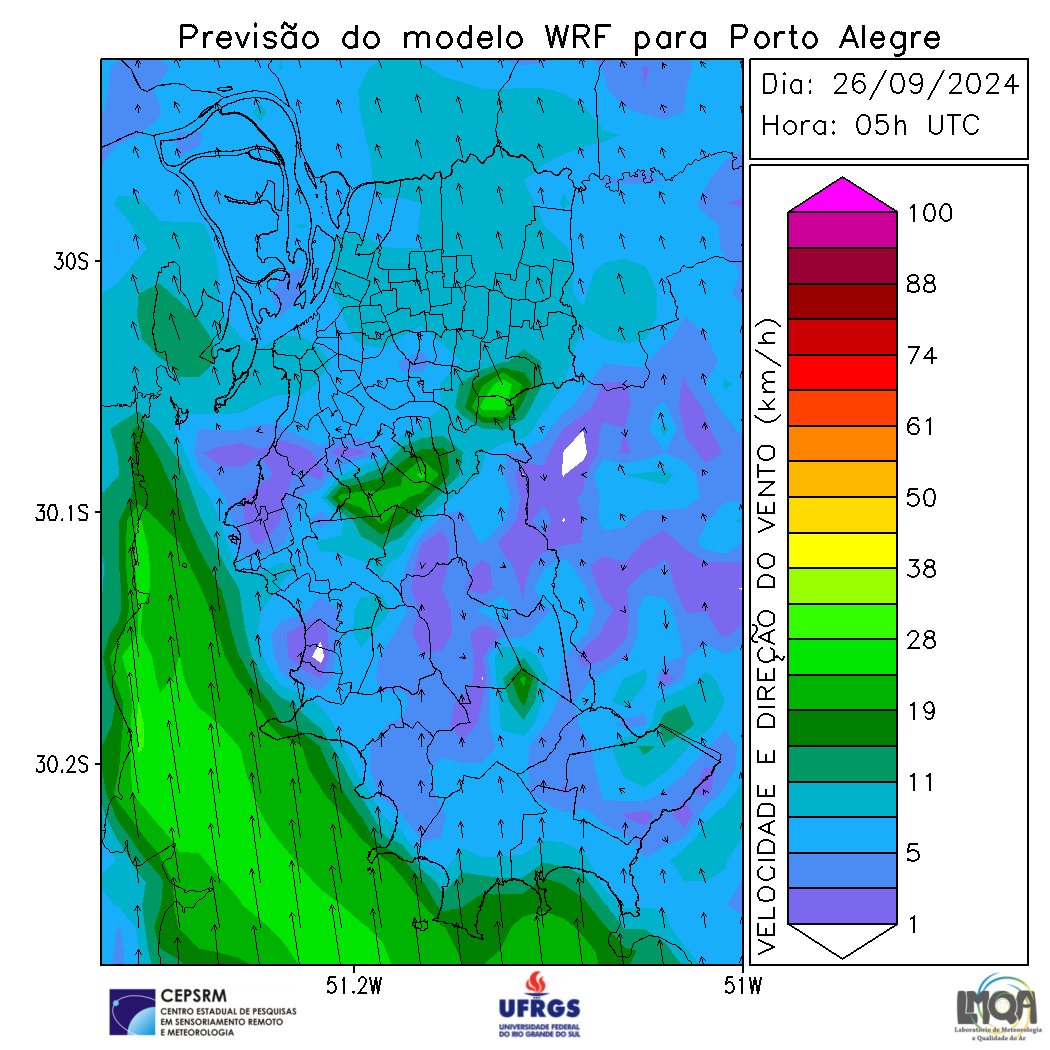 Previsão do modelo WRF para Porto Alegre
Dia: 26/09/2024
Hora: 05h UTC
30S
30.1S
30.2S
51.2W
51W
VELOCIDADE E DIREÇÃO DO VENTO (km/h)
100
88
74
61
50
38
28
19
11
5
1
CEPSRM
CENTRO ESTADUAL DE PESQUISAS
EM SENSORIAMENTO REMOTO
E METEOROLOGIA
UFRGS
UNIVERSIDADE FEDERAL
DO RIO GRANDE DO SUL
LMQA
Laboratório de Meteorologia
e Qualidade do Ar